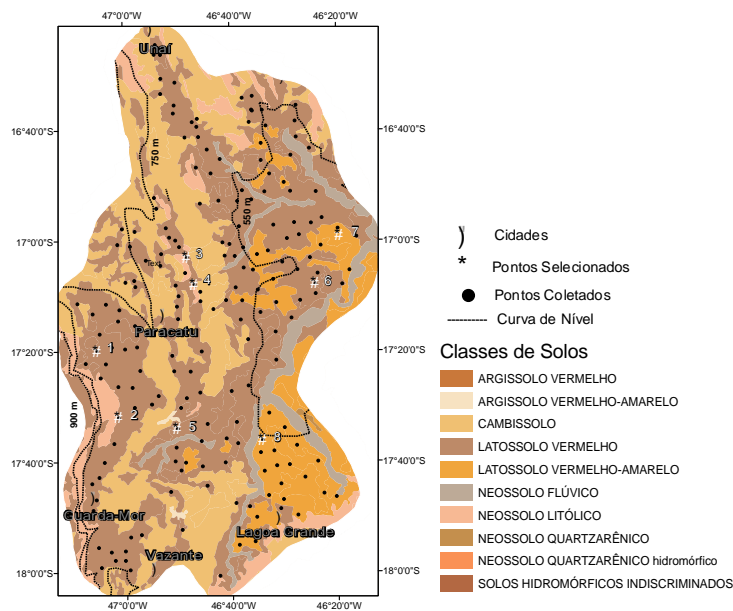 47°0'0"S
46°40'0"S
46°20'0"S
Unaí
16°40'0"S
16°40'0"S
750 m
550 m
7
17°0'0"S
17°0'0"S
3
Text
4
6
Paracatu
1
17°20'0"S
17°20'0"S
900 m
2
5
8
17°40'0"S
17°40'0"S
Guarda-Mor
Lagoa Grande
Vazante
18°0'0"S
18°0'0"S
47°0'0"S
46°40'0"S
46°20'0"S
) Cidades
* Pontos Selecionados
Pontos Coletados
Curva de Nível
Classes de Solos
ARGISSOLO VERMELHO
ARGISSOLO VERMELHO-AMARELO
CAMBISSOLO
LATOSSOLO VERMELHO
LATOSSOLO VERMELHO-AMARELO
NEOSSOLO FLÚVICO
NEOSSOLO LITÓLICO
NEOSSOLO QUARTZARÊNICO
NEOSSOLO QUARTZARÊNICO hidromórfico
SOLOS HIDROMÓRFICOS INDISCRIMINADOS